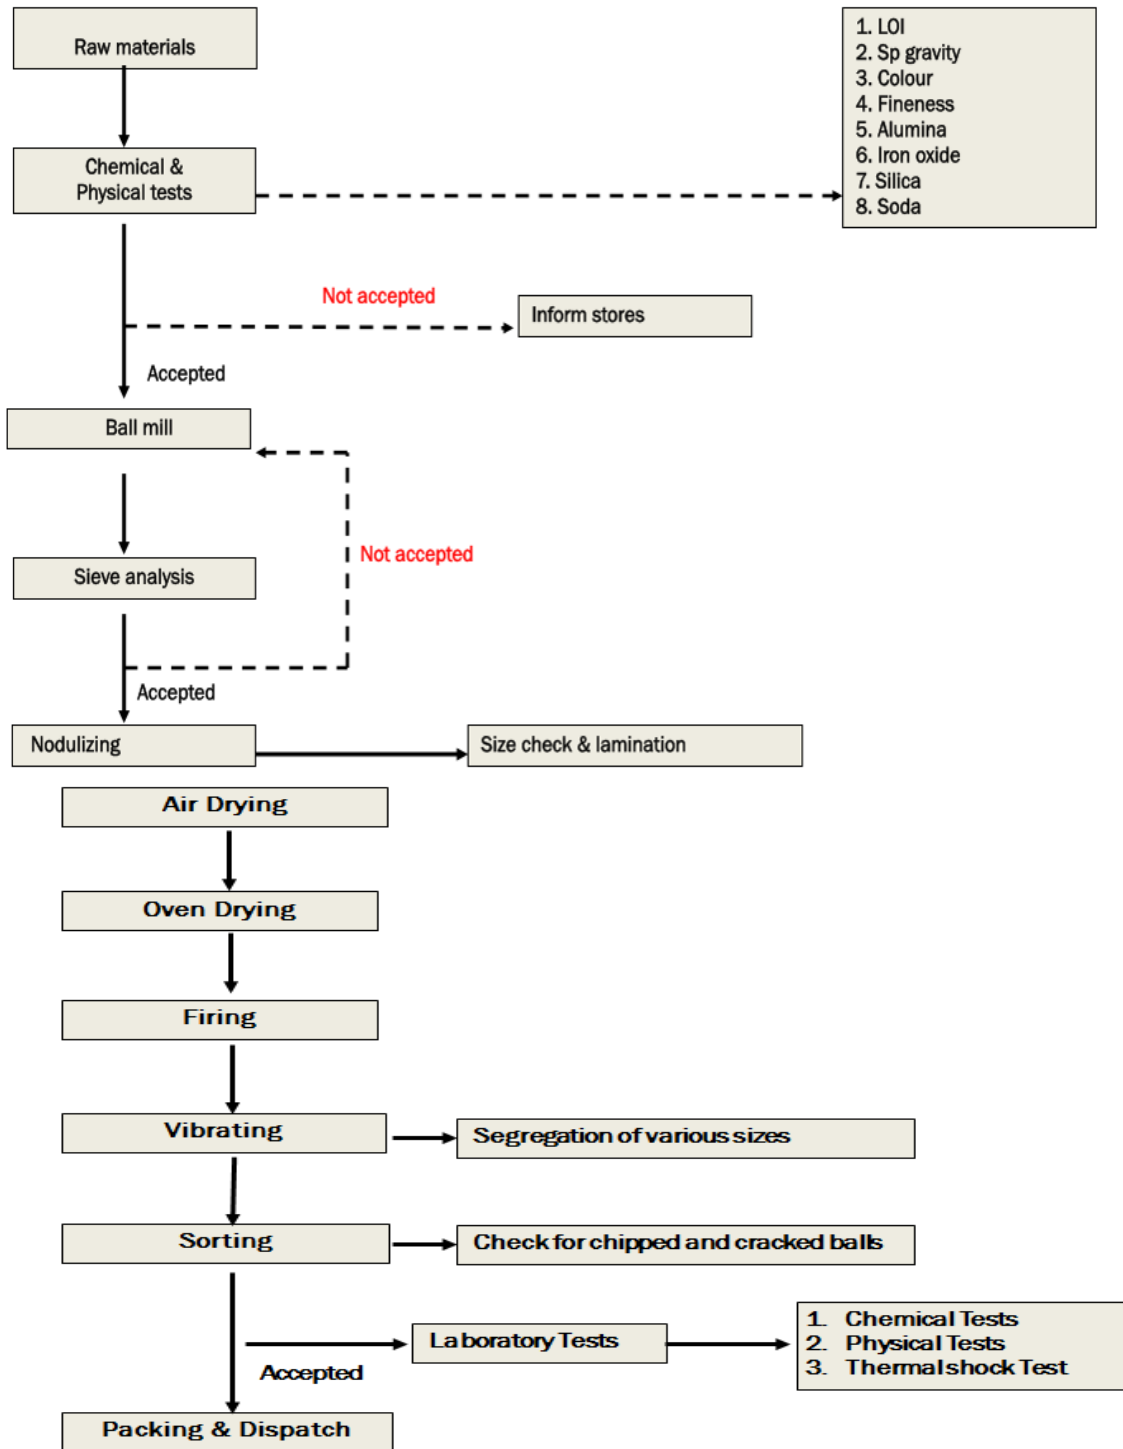 Raw materials
1. LOI
2. Sp gravity
3. Colour
4. Fineness
5. Alumina
6. Iron oxide
7. Silica
8. Soda
Chemical &
Physical tests
Not accepted
Inform stores
Accepted
Ball mill
Not accepted
Sieve analysis
Accepted
Nodulizing
Size check & lamination
Air Drying
Oven Drying
Firing
Vibrating
Segregation of various sizes
Sorting
Check for chipped and cracked balls
Laboratory Tests
1. Chemical Tests
2. Physical Tests
3. Thermal shock Test
Accepted
Packing & Dispatch